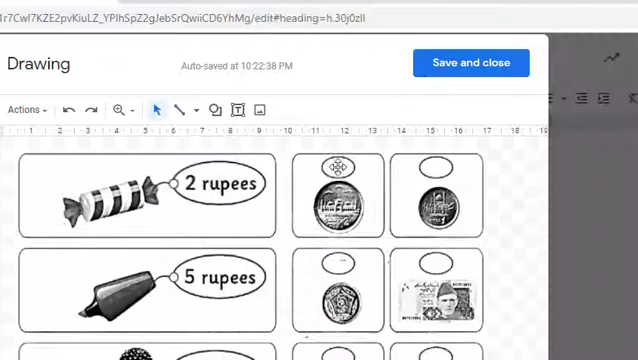 1r7Cwl7KZE2pvKiuLZ_YPlhSpZ2gJebSrQwiiCD6YhMg/edit#heading=h.30j0zll
Drawing
Auto-saved at 10:22:38 PM
Save and close
Actions
1 2 3 4 5 6 7 8 9 10 11 12 13 14 15 16 17 18 19
2 rupees
5 rupees
5